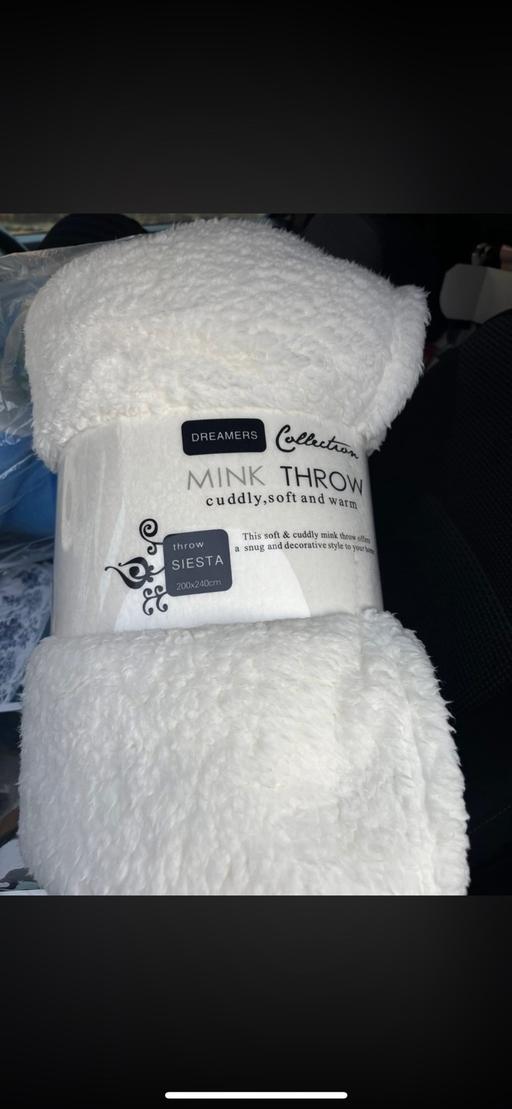 DREAMERS Collection
MINK THROW
cuddly,soft and warm
This soft & cuddly mink throw offers
a snug and decorative style to your home
throw
SIESTA
200x240cm